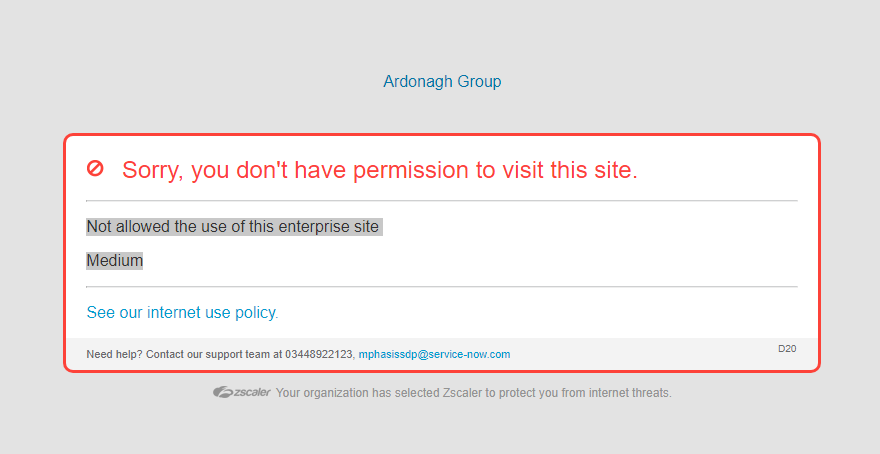 Ardonagh Group
Sorry, you don't have permission to visit this site.
Not allowed the use of this enterprise site
Medium
See our internet use policy.
Need help? Contact our support team at 03448922123, mphasissdp@service-now.com
D20
zscaler Your organization has selected Zscaler to protect you from internet threats.